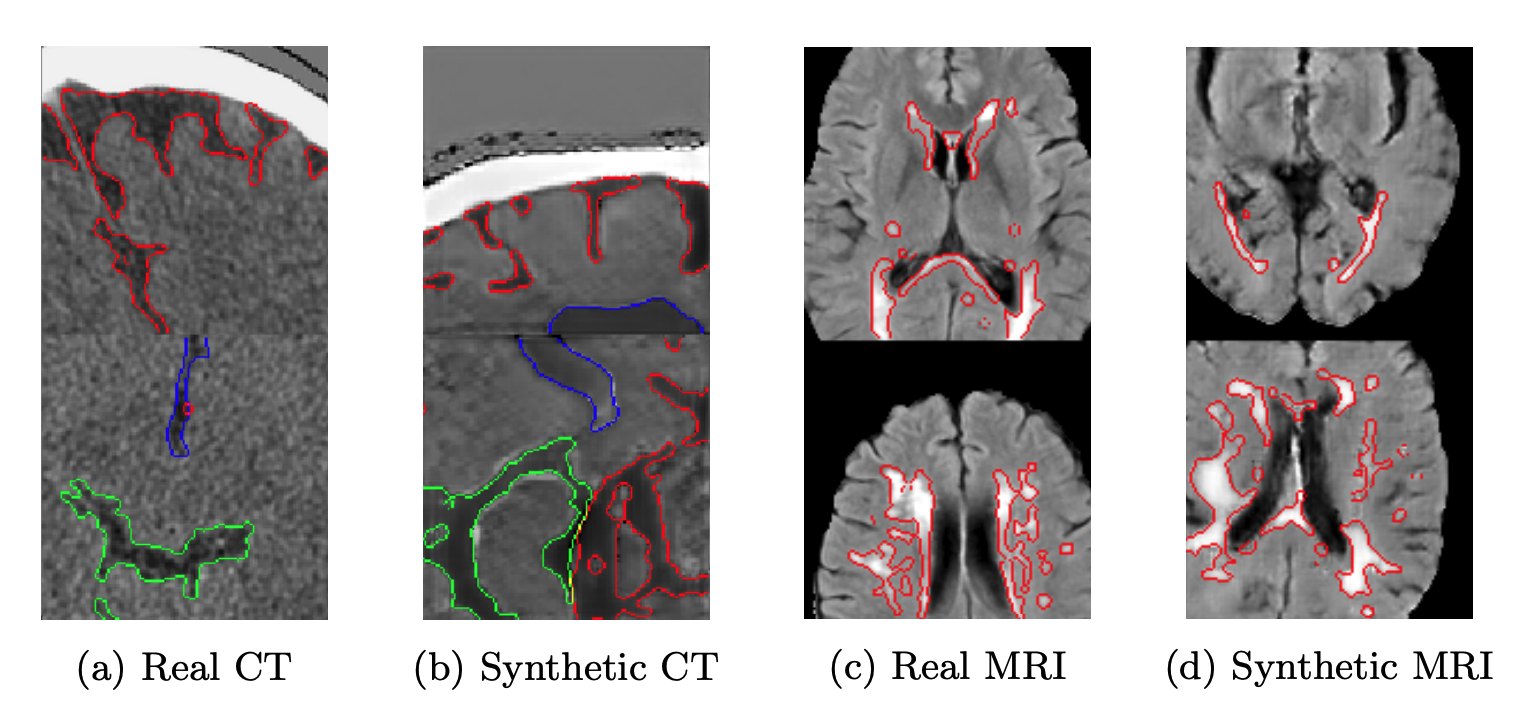 (a) Real CT
(b) Synthetic CT
(c) Real MRI
(d) Synthetic MRI